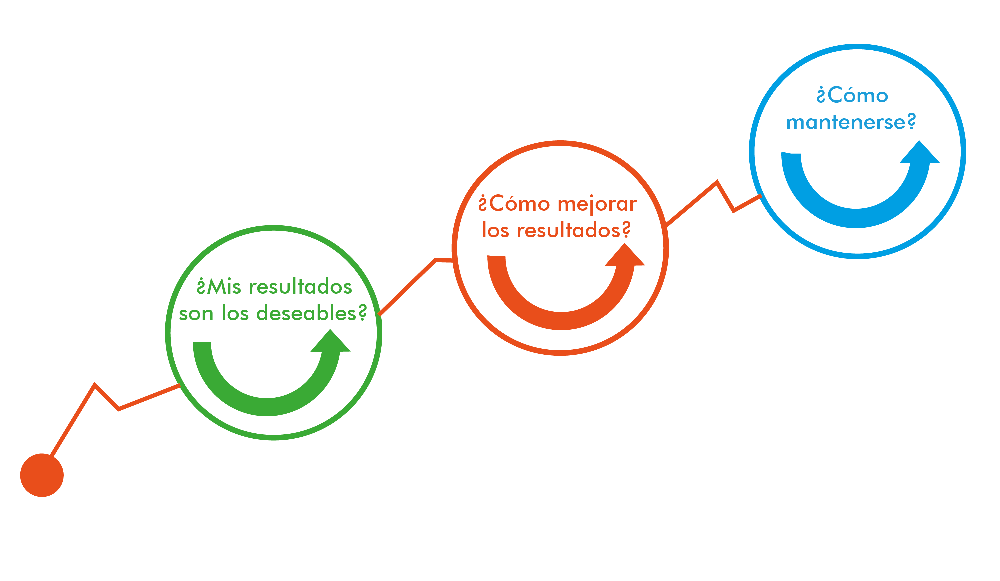 ¿Mis resultados
son los deseables?
¿Cómo mejorar
los resultados?
¿Cómo
mantenerse?